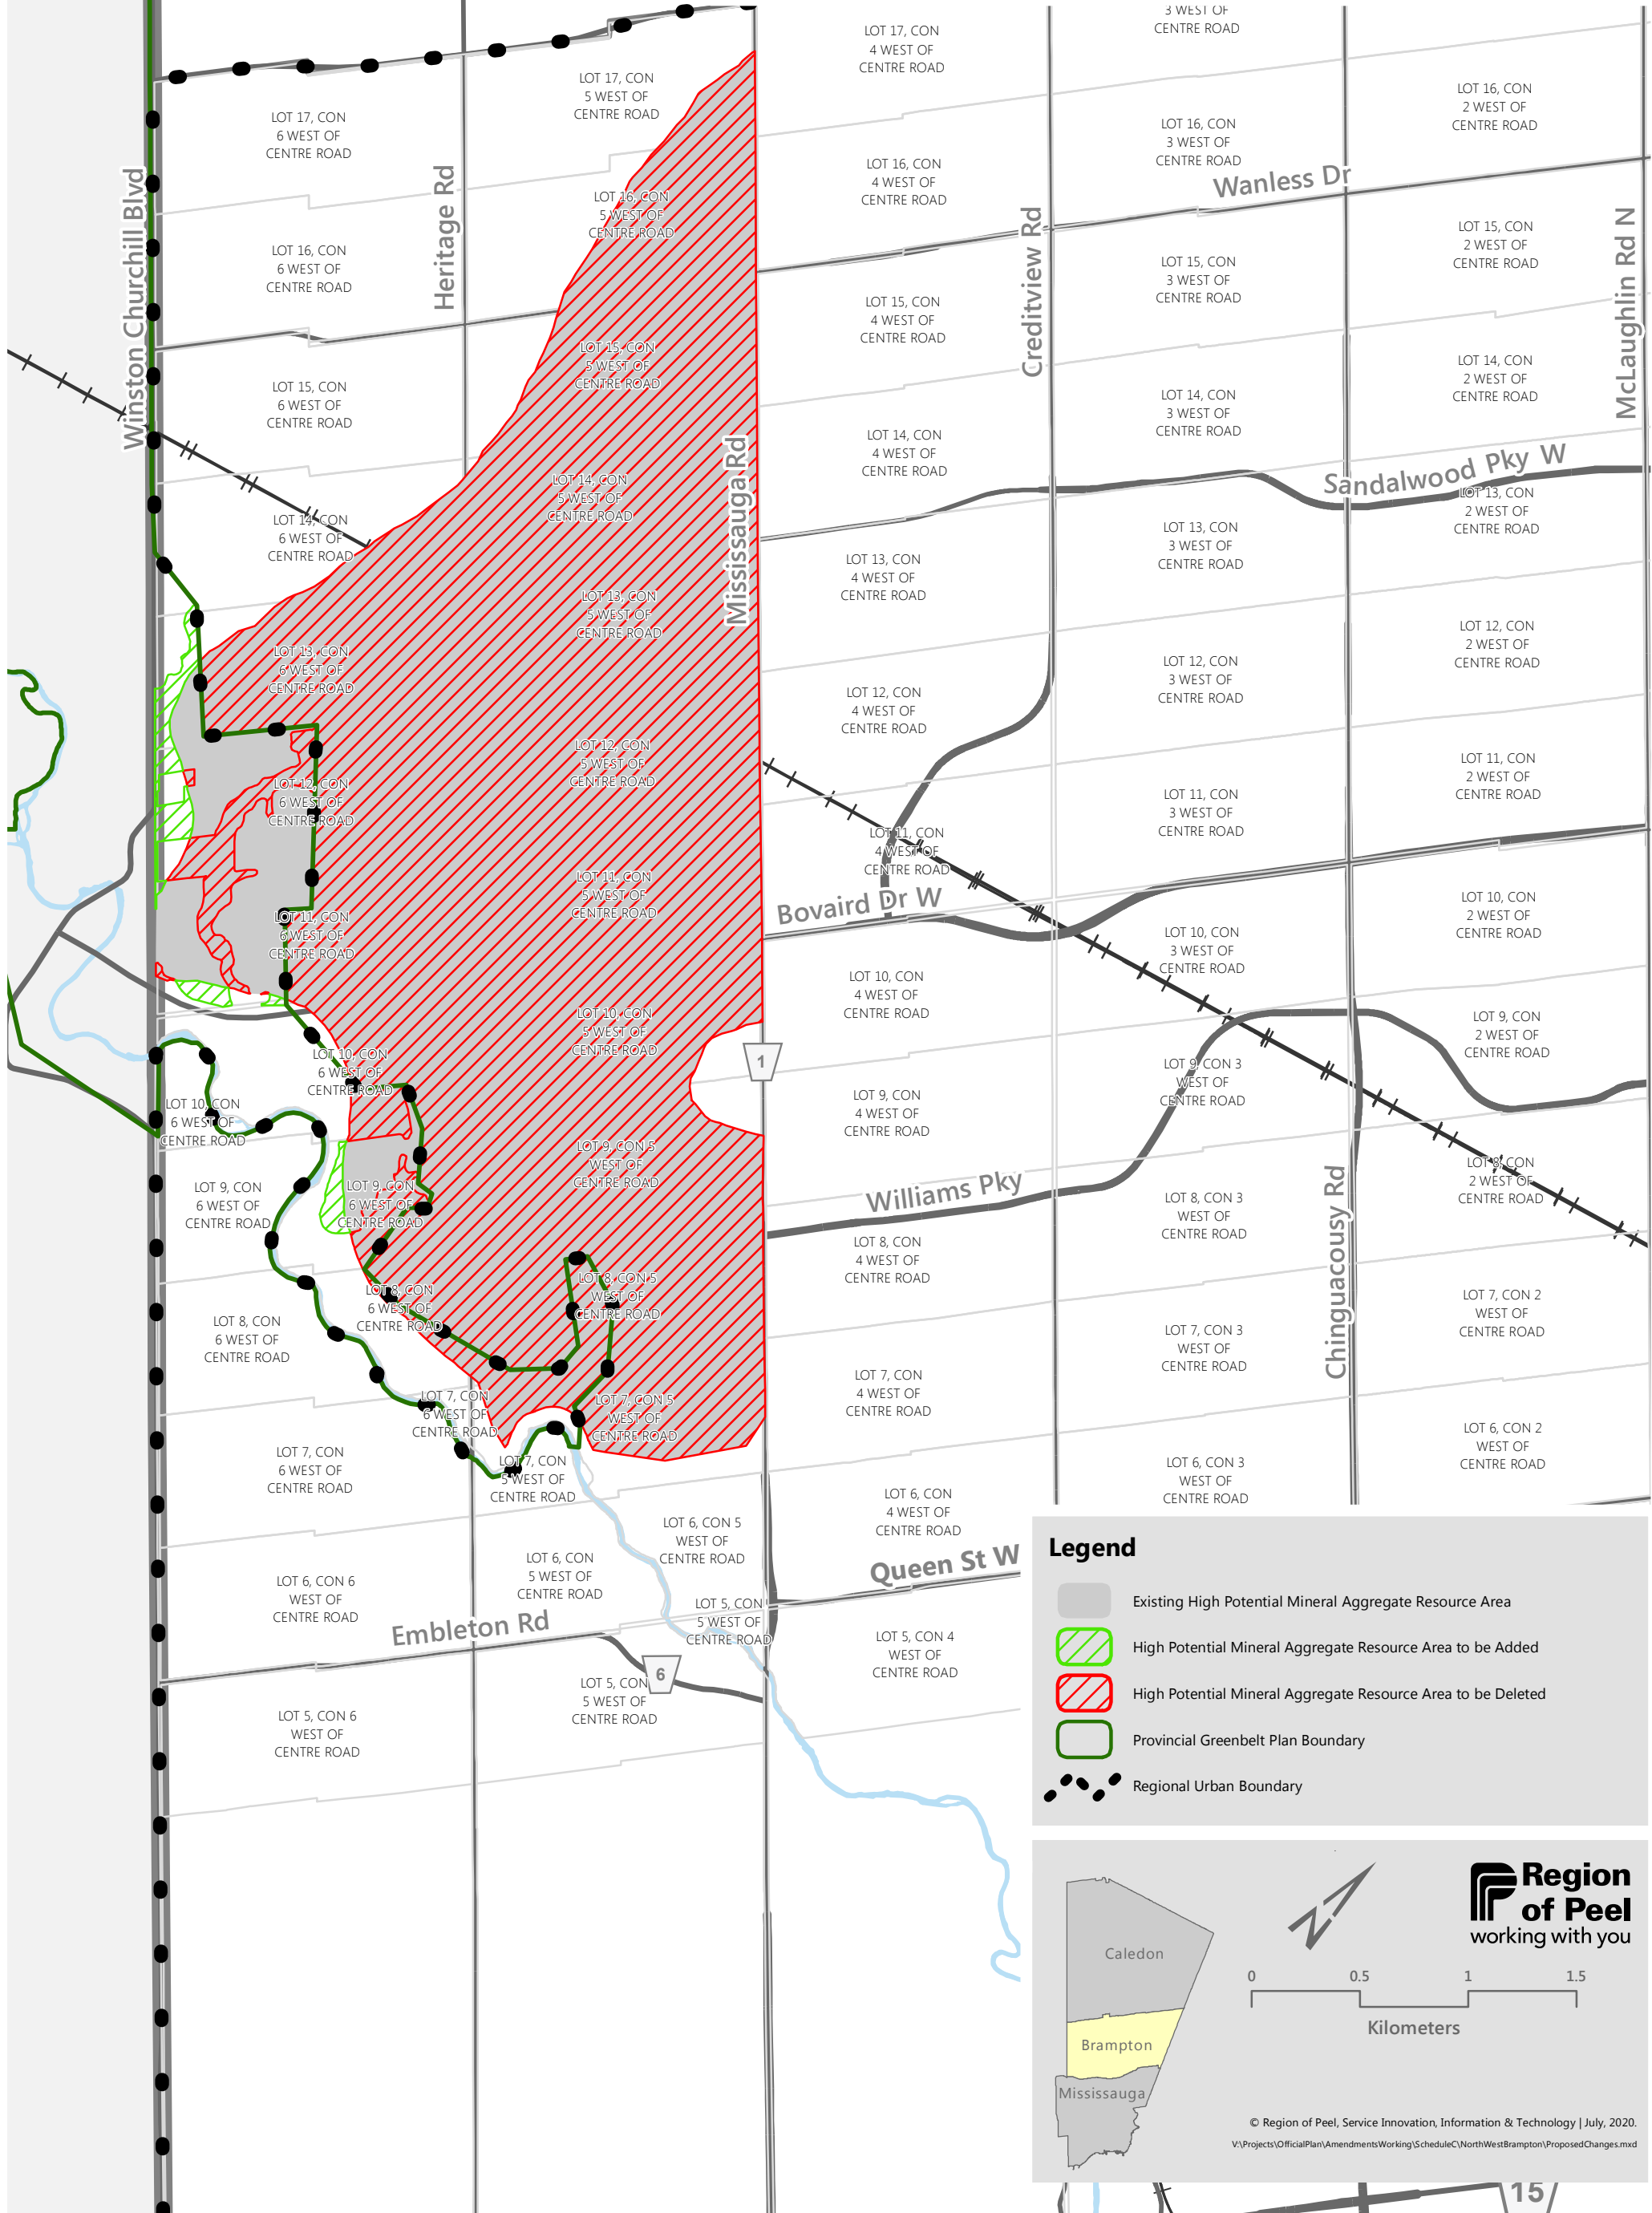 3 WEST OF
CENTRE ROAD
LOT 17, CON
4 WEST OF
CENTRE ROAD
LOT 17, CON
5 WEST OF
CENTRE ROAD
LOT 16, CON
2 WEST OF
CENTRE ROAD
LOT 17, CON
6 WEST OF
CENTRE ROAD
LOT 16, CON
3 WEST OF
CENTRE ROAD
LOT 16, CON
4 WEST OF
CENTRE ROAD
Wanless Dr
LOT 16, CON
5 WEST OF
CENTRE ROAD
Winston Churchill Blvd
Heritage Rd
Creditview Rd
McLaughlin Rd N
LOT 15, CON
2 WEST OF
CENTRE ROAD
LOT 16, CON
6 WEST OF
CENTRE ROAD
LOT 15, CON
3 WEST OF
CENTRE ROAD
LOT 15, CON
4 WEST OF
CENTRE ROAD
LOT 15, CON
5 WEST OF
CENTRE ROAD
LOT 14, CON
2 WEST OF
CENTRE ROAD
LOT 15, CON
6 WEST OF
CENTRE ROAD
LOT 14, CON
3 WEST OF
CENTRE ROAD
LOT 14, CON
4 WEST OF
CENTRE ROAD
Mississauga Rd
Sandalwood Pky W
LOT 14, CON
5 WEST OF
CENTRE ROAD
LOT 13, CON
2 WEST OF
CENTRE ROAD
LOT 14, CON
6 WEST OF
CENTRE ROAD
LOT 13, CON
3 WEST OF
CENTRE ROAD
LOT 13, CON
4 WEST OF
CENTRE ROAD
LOT 13, CON
5 WEST OF
CENTRE ROAD
LOT 12, CON
2 WEST OF
CENTRE ROAD
LOT 13, CON
6 WEST OF
CENTRE ROAD
LOT 12, CON
3 WEST OF
CENTRE ROAD
LOT 12, CON
4 WEST OF
CENTRE ROAD
LOT 12, CON
5 WEST OF
CENTRE ROAD
LOT 11, CON
2 WEST OF
CENTRE ROAD
LOT 12, CON
6 WEST OF
CENTRE ROAD
LOT 11, CON
3 WEST OF
CENTRE ROAD
LOT 11, CON
4 WEST OF
CENTRE ROAD
LOT 11, CON
5 WEST OF
CENTRE ROAD
Bovaird Dr W
LOT 10, CON
2 WEST OF
CENTRE ROAD
LOT 11, CON
6 WEST OF
CENTRE ROAD
LOT 10, CON
3 WEST OF
CENTRE ROAD
LOT 10, CON
4 WEST OF
CENTRE ROAD
LOT 10, CON
5 WEST OF
CENTRE ROAD
LOT 9, CON
2 WEST OF
CENTRE ROAD
1
LOT 10, CON
6 WEST OF
CENTRE ROAD
LOT 9, CON 3
WEST OF
CENTRE ROAD
LOT 10, CON
6 WEST OF
CENTRE ROAD
LOT 9, CON
4 WEST OF
CENTRE ROAD
LOT 9, CON 5
WEST OF
CENTRE ROAD
LOT 8, CON
2 WEST OF
CENTRE ROAD
Williams Pky
Chinguacousy Rd
LOT 9, CON
6 WEST OF
CENTRE ROAD
LOT 9, CON
6 WEST OF
CENTRE ROAD
LOT 8, CON 3
WEST OF
CENTRE ROAD
LOT 8, CON
4 WEST OF
CENTRE ROAD
LOT 8, CON 5
WEST OF
CENTRE ROAD
LOT 8, CON
6 WEST OF
CENTRE ROAD
LOT 7, CON 2
WEST OF
CENTRE ROAD
LOT 8, CON
6 WEST OF
CENTRE ROAD
LOT 7, CON 3
WEST OF
CENTRE ROAD
LOT 7, CON
4 WEST OF
CENTRE ROAD
LOT 7, CON
6 WEST OF
CENTRE ROAD
LOT 7, CON 5
WEST OF
CENTRE ROAD
LOT 6, CON 2
WEST OF
CENTRE ROAD
LOT 7, CON
6 WEST OF
CENTRE ROAD
LOT 7, CON
5 WEST OF
CENTRE ROAD
LOT 6, CON 3
WEST OF
CENTRE ROAD
LOT 6, CON
4 WEST OF
CENTRE ROAD
LOT 6, CON 5
WEST OF
CENTRE ROAD
LOT 6, CON
5 WEST OF
CENTRE ROAD
Queen St W
LOT 6, CON 6
WEST OF
CENTRE ROAD
Embleton Rd
LOT 5, CON
5 WEST OF
CENTRE ROAD
LOT 5, CON 4
WEST OF
CENTRE ROAD
6
LOT 5, CON
5 WEST OF
CENTRE ROAD
LOT 5, CON 6
WEST OF
CENTRE ROAD
Legend
Existing High Potential Mineral Aggregate Resource Area
High Potential Mineral Aggregate Resource Area to be Added
High Potential Mineral Aggregate Resource Area to be Deleted
Provincial Greenbelt Plan Boundary
Regional Urban Boundary
Caledon
Brampton
Mississauga
Region
of Peel
working with you
0 0.5 1 1.5
Kilometers
© Region of Peel, Service Innovation, Information & Technology | July, 2020.
V:\Projects\OfficialPlan\AmendmentsWorking\ScheduleC\NorthWestBrampton\ProposedChanges.mxd
15